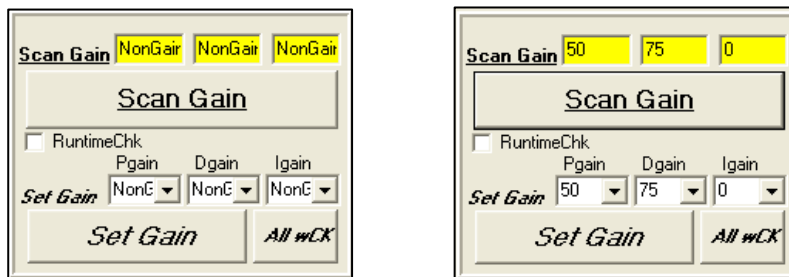 Scan Gain NonGair NonGair NonGair
Scan Gain
RuntimeChk
Pgain Dgain Igain
Set Gain NonG NonG NonG
Set Gain All wCK
Scan Gain 50 75 0
Scan Gain
RuntimeChk
Pgain Dgain Igain
Set Gain 50 75 0
Set Gain All wCK